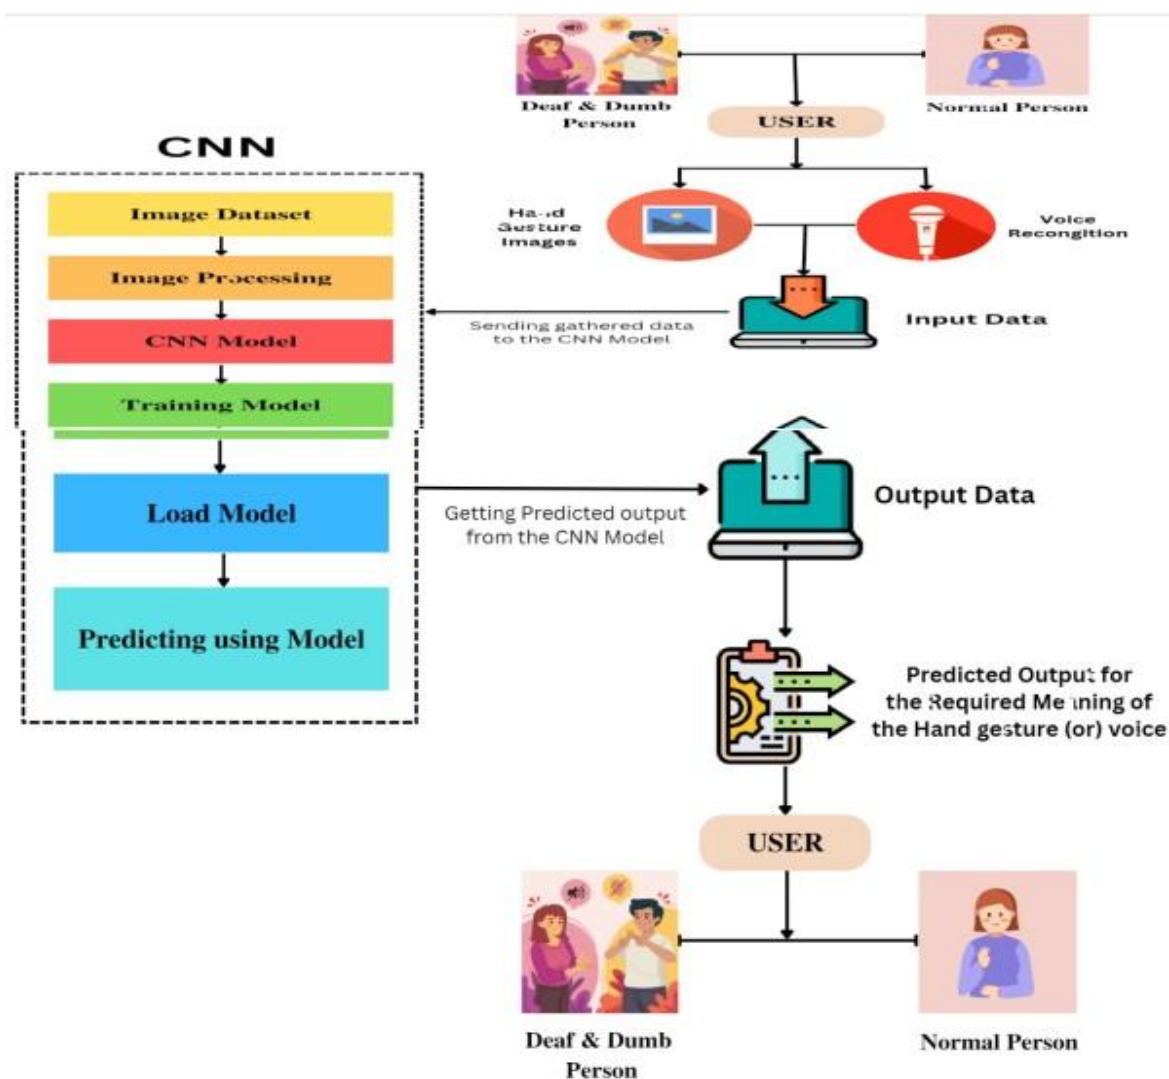 Deaf & Dumb
Person
Normal Person
USER
CNN
Image Dataset
Image Processing
CNN Model
Training Model
Load Model
Predicting using Model
Hand
Gesture
Images
Voice
Recongition
Input Data
Sending gathered data
to the CNN Model
Getting Predicted output
from the CNN Model
Output Data
Predicted Output for
the Required Meaning of
the Hand gesture (or) voice
USER
Deaf & Dumb
Person
Normal Person